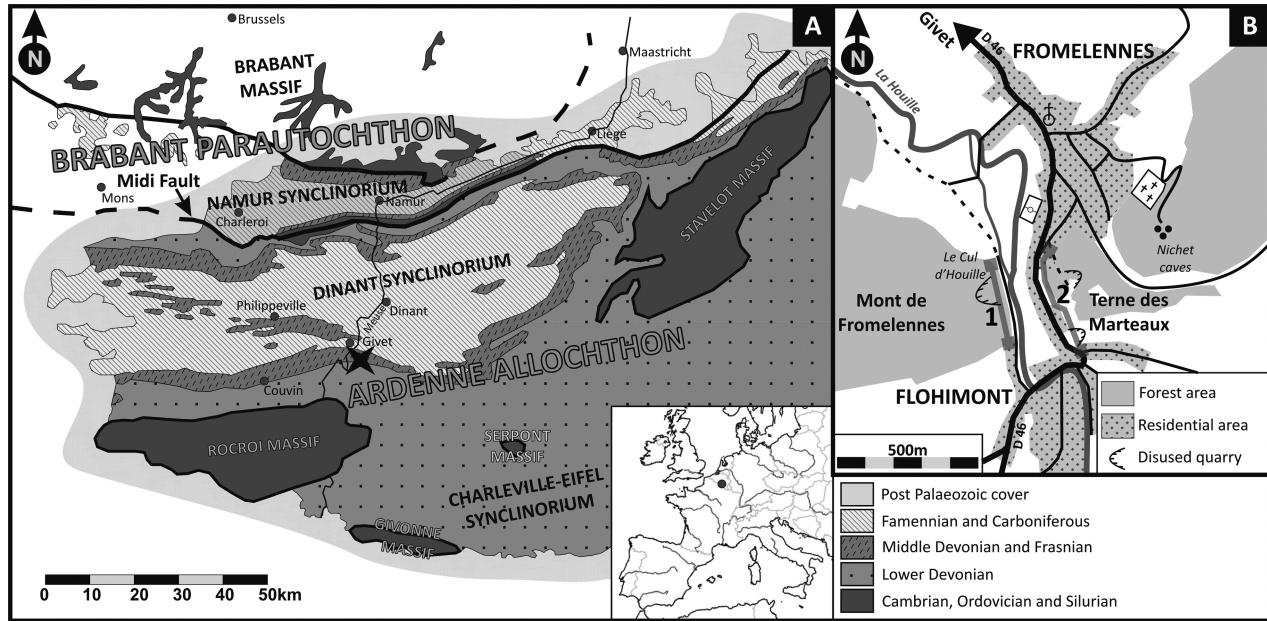 A
N
Brussels
Maastricht
BRABANT
MASSIF
BRABANT PARAUTOCHTHON
Liège
Midi Fault
Mons
NAMUR SYNCLINORIUM
Namur
Charleroi
STAVELOT MASSIF
DINANT SYNCLINORIUM
Philippeville
Dinant
Meuse
Givet
ARDENNE ALLOCHTHON
Couvin
ROCROI MASSIF
SERPONT
MASSIF
CHARLEVILLE-EIFEL
SYNCLINORIUM
GIVONNE
MASSIF
0 10 20 30 40 50km
B
N
Givet
D 46
FROMELENNES
La Houille
Nichet
caves
Le Cul
d'Houille
Mont de
Fromelennes
1
2
Terne des
Marteaux
FLOHIMONT
D 46
500m
Forest area
Residential area
Disused quarry
Post Palaeozoic cover
Famennian and Carboniferous
Middle Devonian and Frasnian
Lower Devonian
Cambrian, Ordovician and Silurian